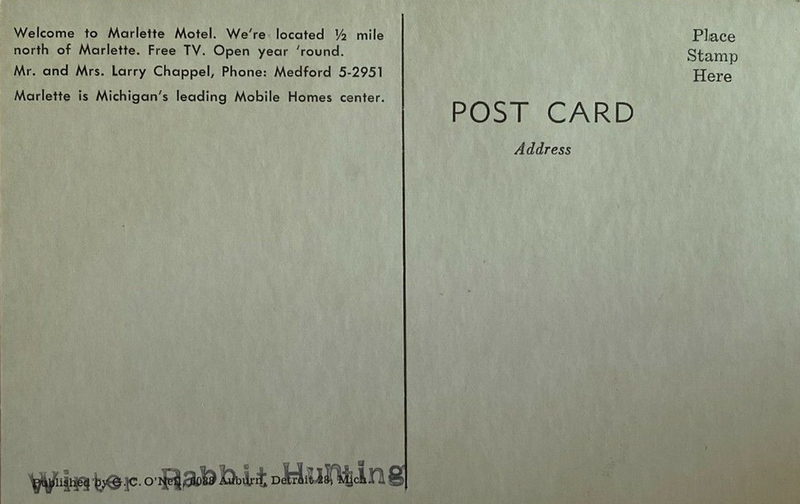 Welcome to Marlette Motel. We're located ½ mile
north of Marlette. Free TV. Open year 'round.
Mr. and Mrs. Larry Chappel, Phone: Medford 5-2951
Marlette is Michigan's leading Mobile Homes center.
Winter Rabbit Hunting
Published by G. C. O'Neil, Auburn, Detroit 28, Mich.
Place
Stamp
Here
POST CARD
Address